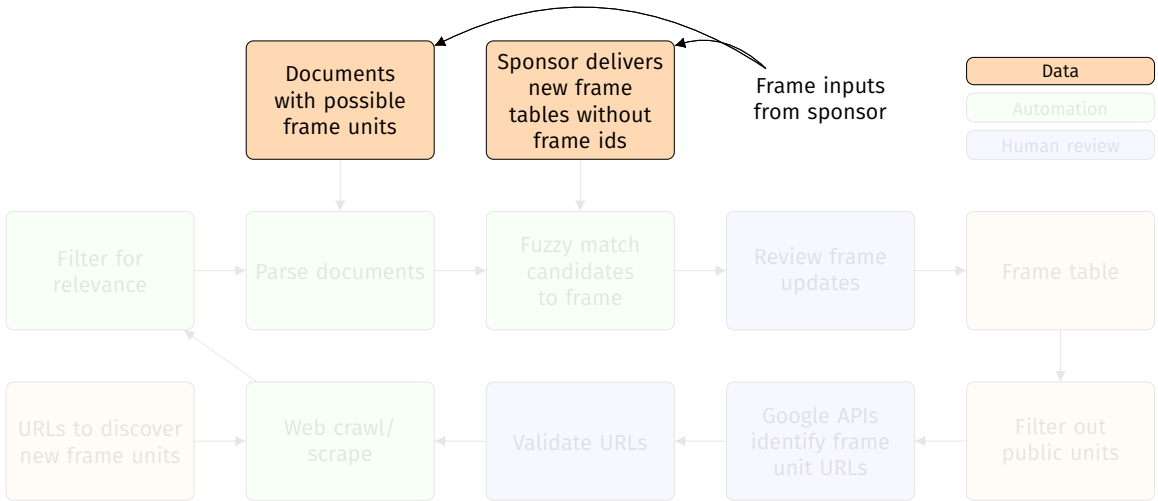 Documents
with possible
frame units
Sponsor delivers
new frame
tables without
frame ids
Frame inputs
from sponsor
Data
Automation
Human review
Filter for
relevance
Parse documents
Fuzzy match
candidates
to frame
Review frame
updates
Frame table
URLs to discover
new frame units
Web crawl/
scrape
Validate URLs
Google APIs
identify frame
unit URLs
Filter out
public units